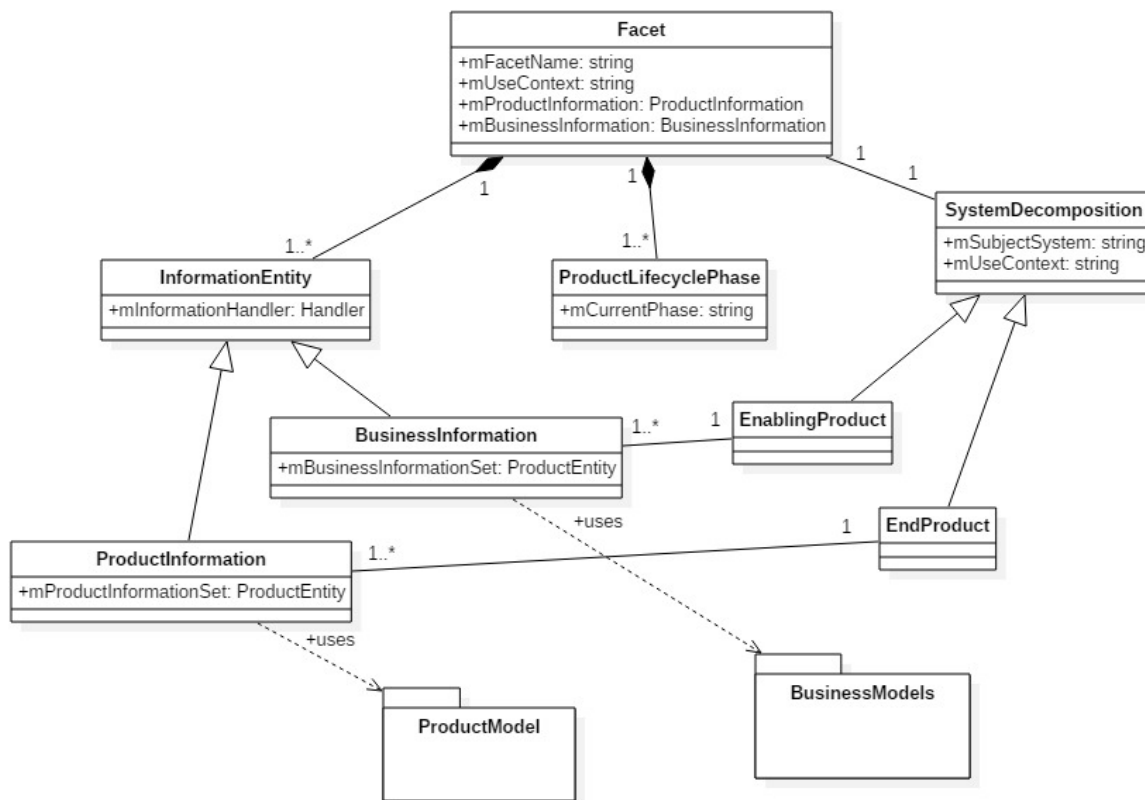 Facet
+mFacetName: string
+mUseContext: string
+mProductInformation: ProductInformation
+mBusinessInformation: BusinessInformation
1
1
1
1
SystemDecomposition
+mSubjectSystem: string
+mUseContext: string
1..*
1..*
InformationEntity
+mInformationHandler: Handler
ProductLifecyclePhase
+mCurrentPhase: string
BusinessInformation
+mBusinessInformationSet: ProductEntity
1..*
1
EnablingProduct
+uses
EndProduct
1
1..*
ProductInformation
+mProductInformationSet: ProductEntity
+uses
BusinessModels
ProductModel